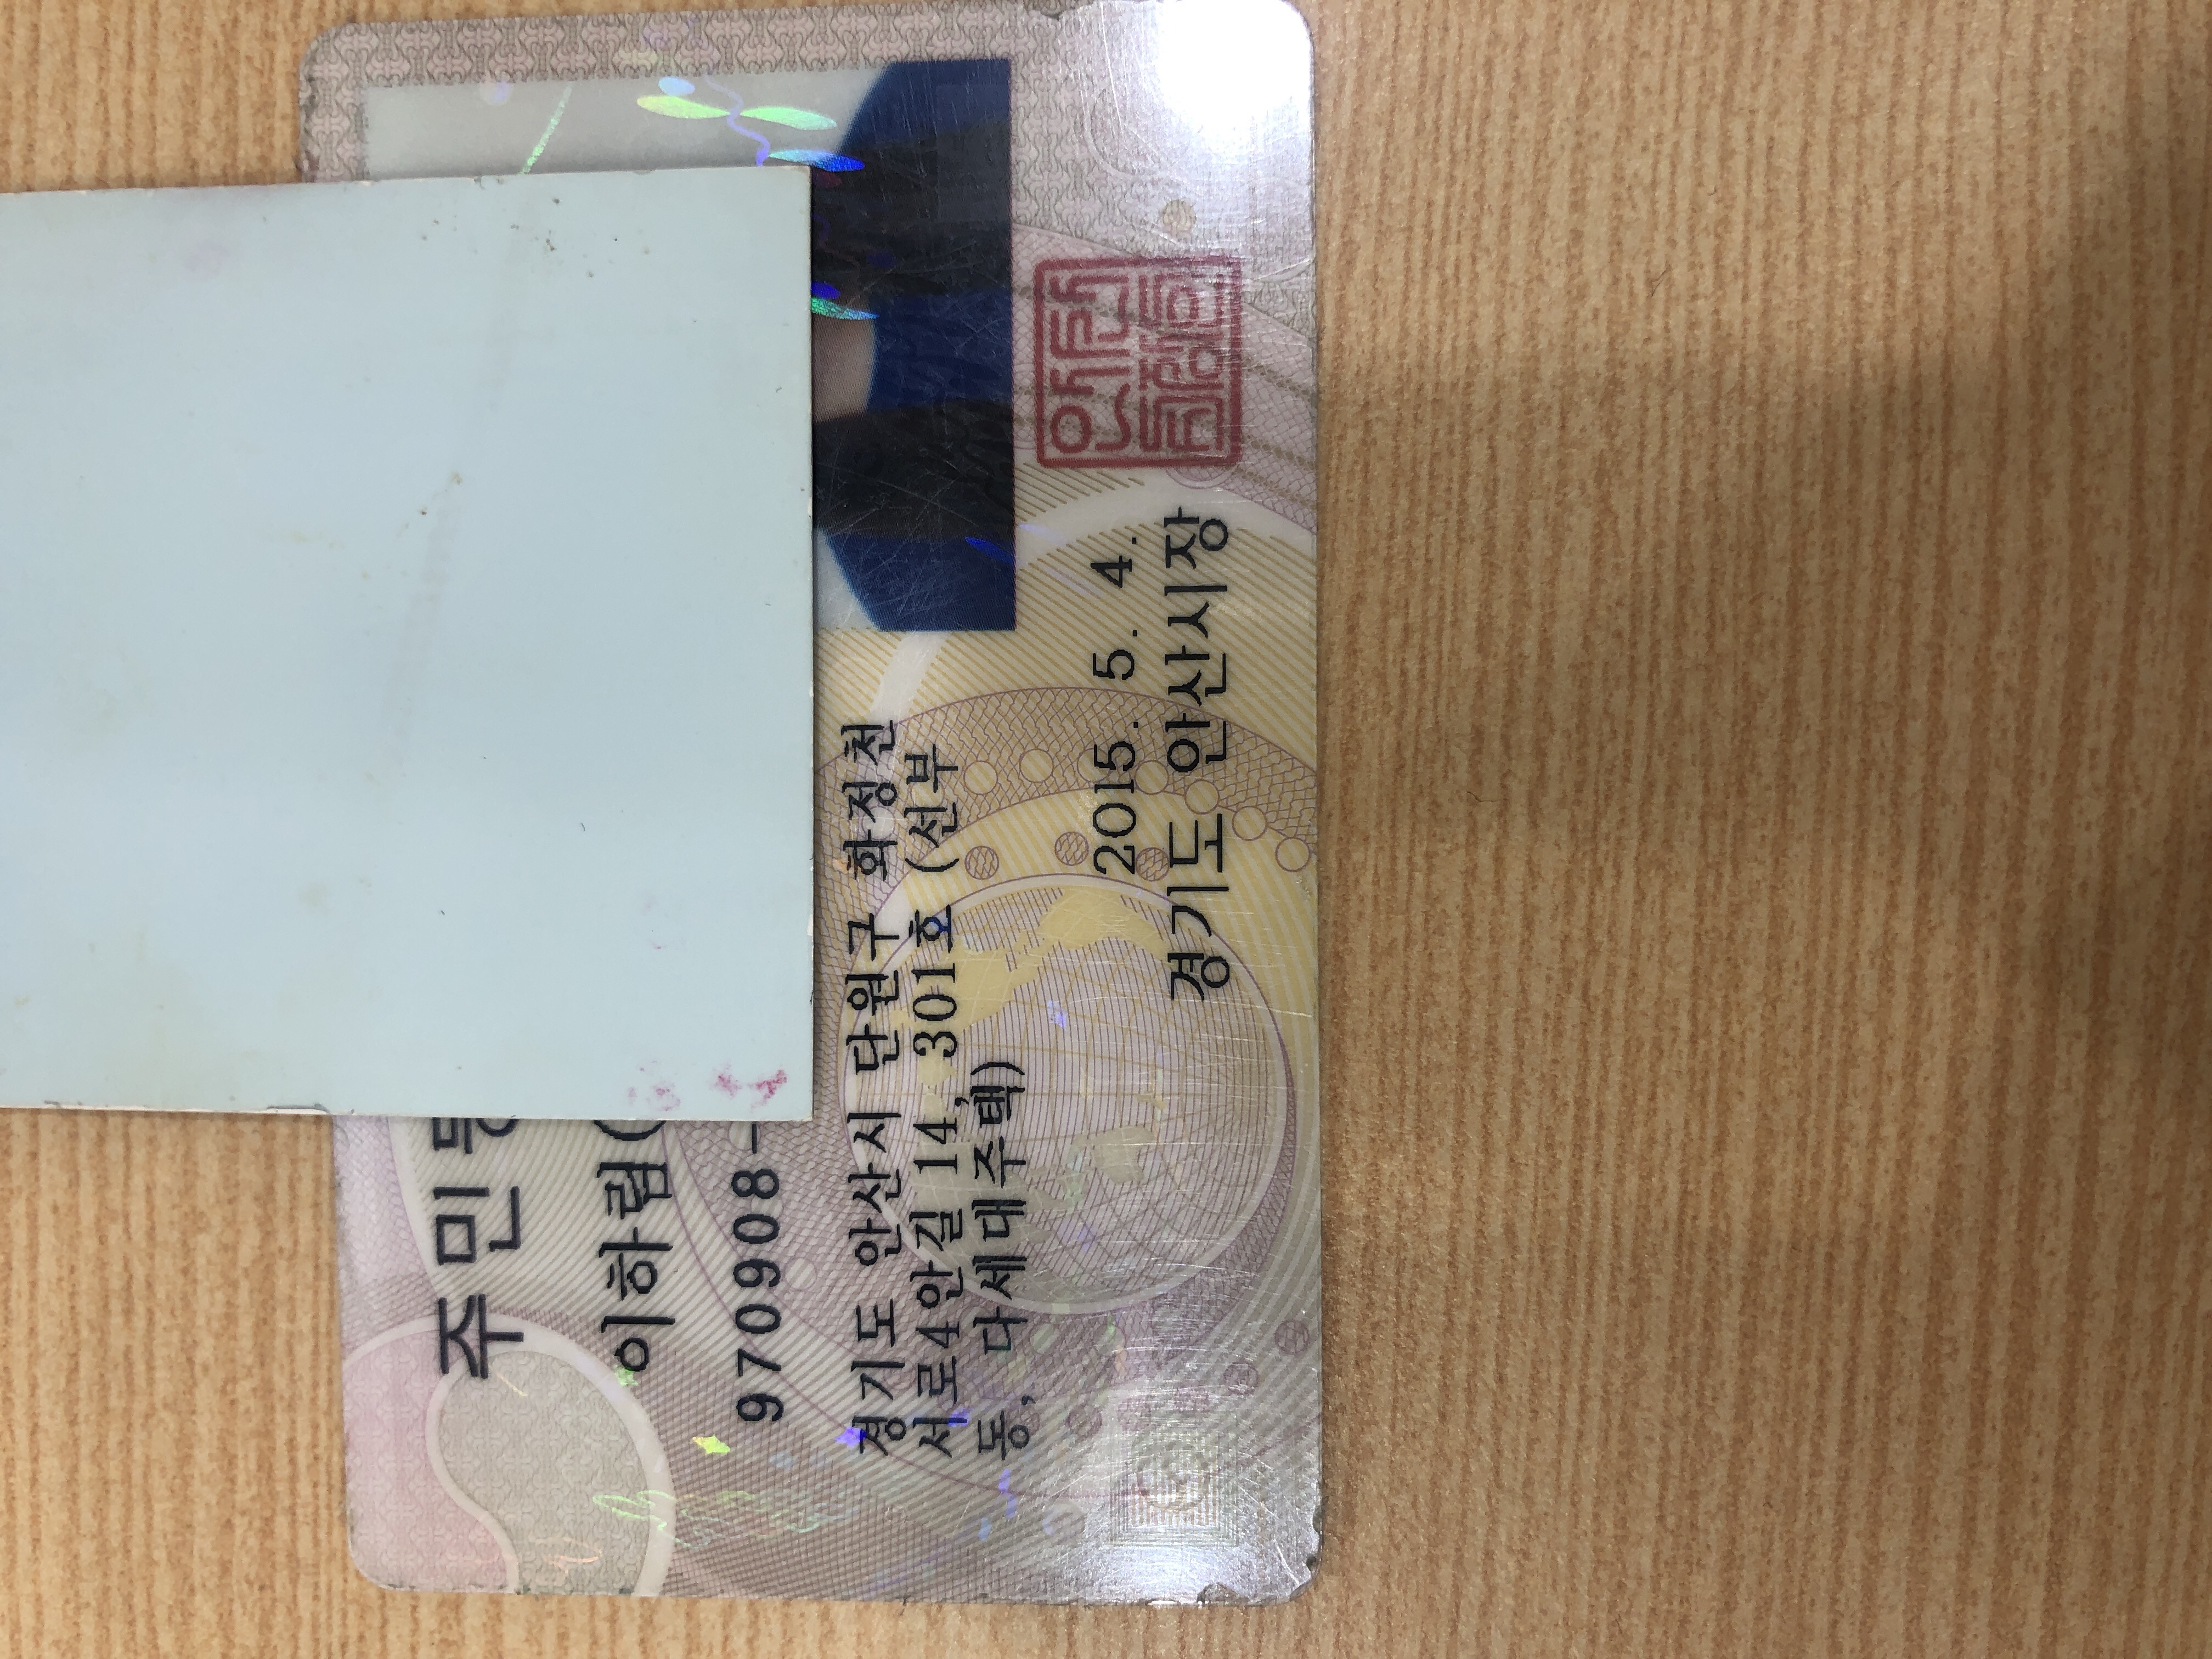 주민등
이하림(
970908-
경기도 안산시 단원구 화정천
서로4안길 14, 301호 (선부
동, 다세대주택)
2015. 5. 4.
경기도 안산시장